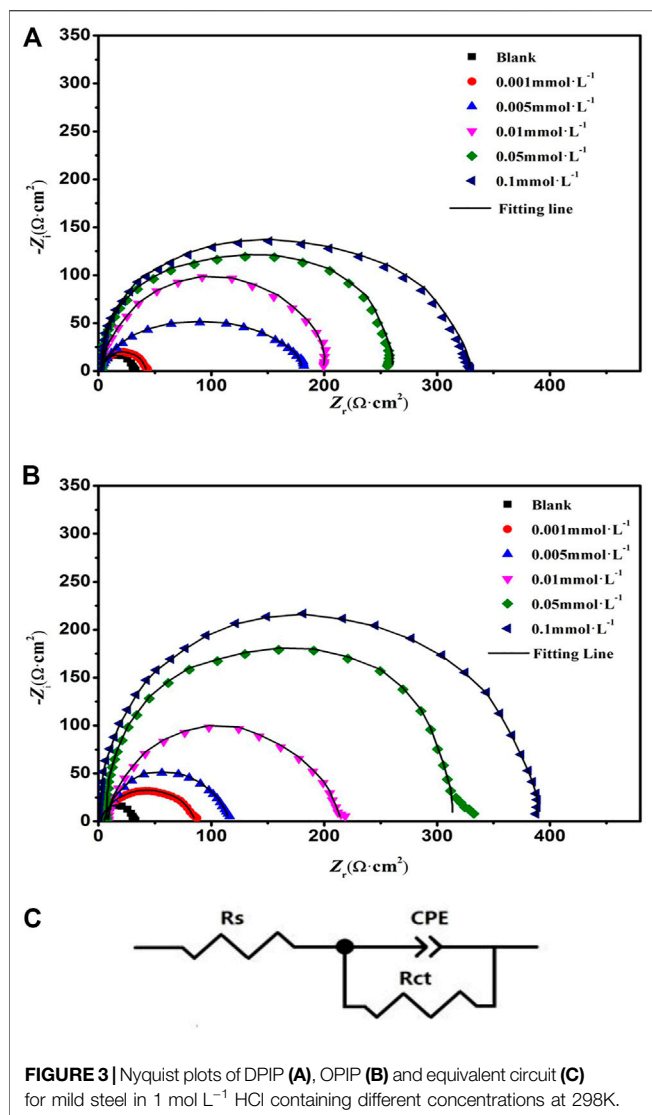 A
350
300
250
200
150
100
50
0
-Zi(Ω·cm²)
Blank
0.001mmol·L⁻¹
0.005mmol·L⁻¹
0.01mmol·L⁻¹
0.05mmol·L⁻¹
0.1mmol·L⁻¹
Fitting line
0 100 200 300 400
Zr(Ω·cm²)
B
350
300
250
200
150
100
50
0
-Zi(Ω·cm²)
Blank
0.001mmol·L⁻¹
0.005mmol·L⁻¹
0.01mmol·L⁻¹
0.05mmol·L⁻¹
0.1mmol·L⁻¹
Fitting Line
0 100 200 300 400
Zr(Ω·cm²)
C
Rs
CPE
Rct
FIGURE 3 | Nyquist plots of DPIP (A), OPIP (B) and equivalent circuit (C)
for mild steel in 1 mol L⁻¹ HCl containing different concentrations at 298K.